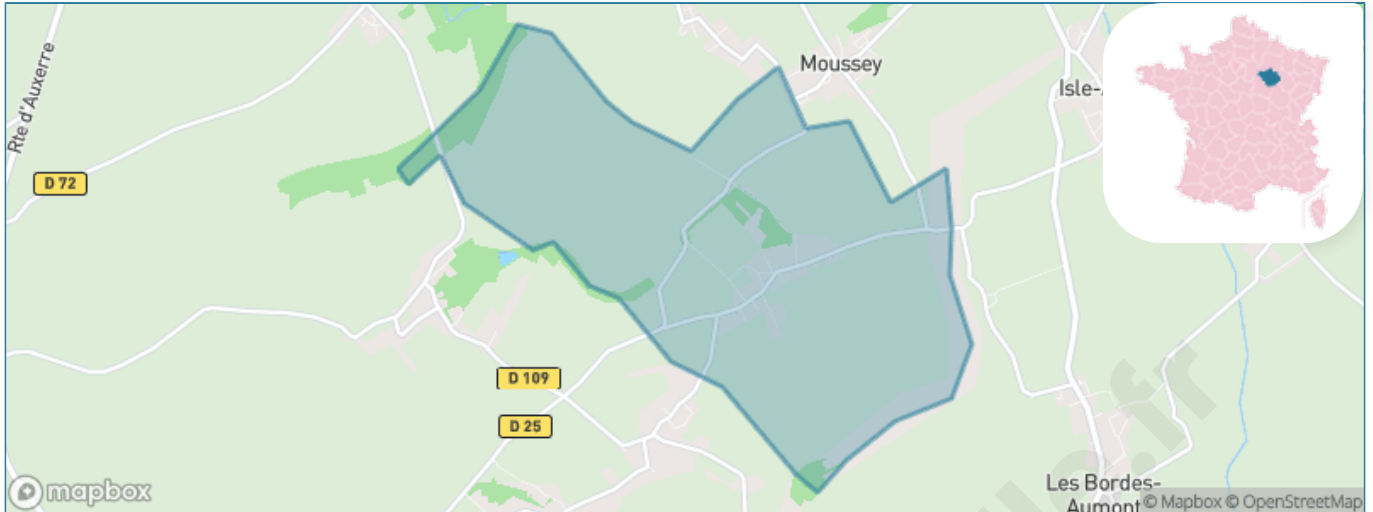 Moussey
Isle-A
Rte d'Auxerre
D 72
D 109
D 25
Les Bordes-
Aumont
mapbox
© Mapbox © OpenStreetMap